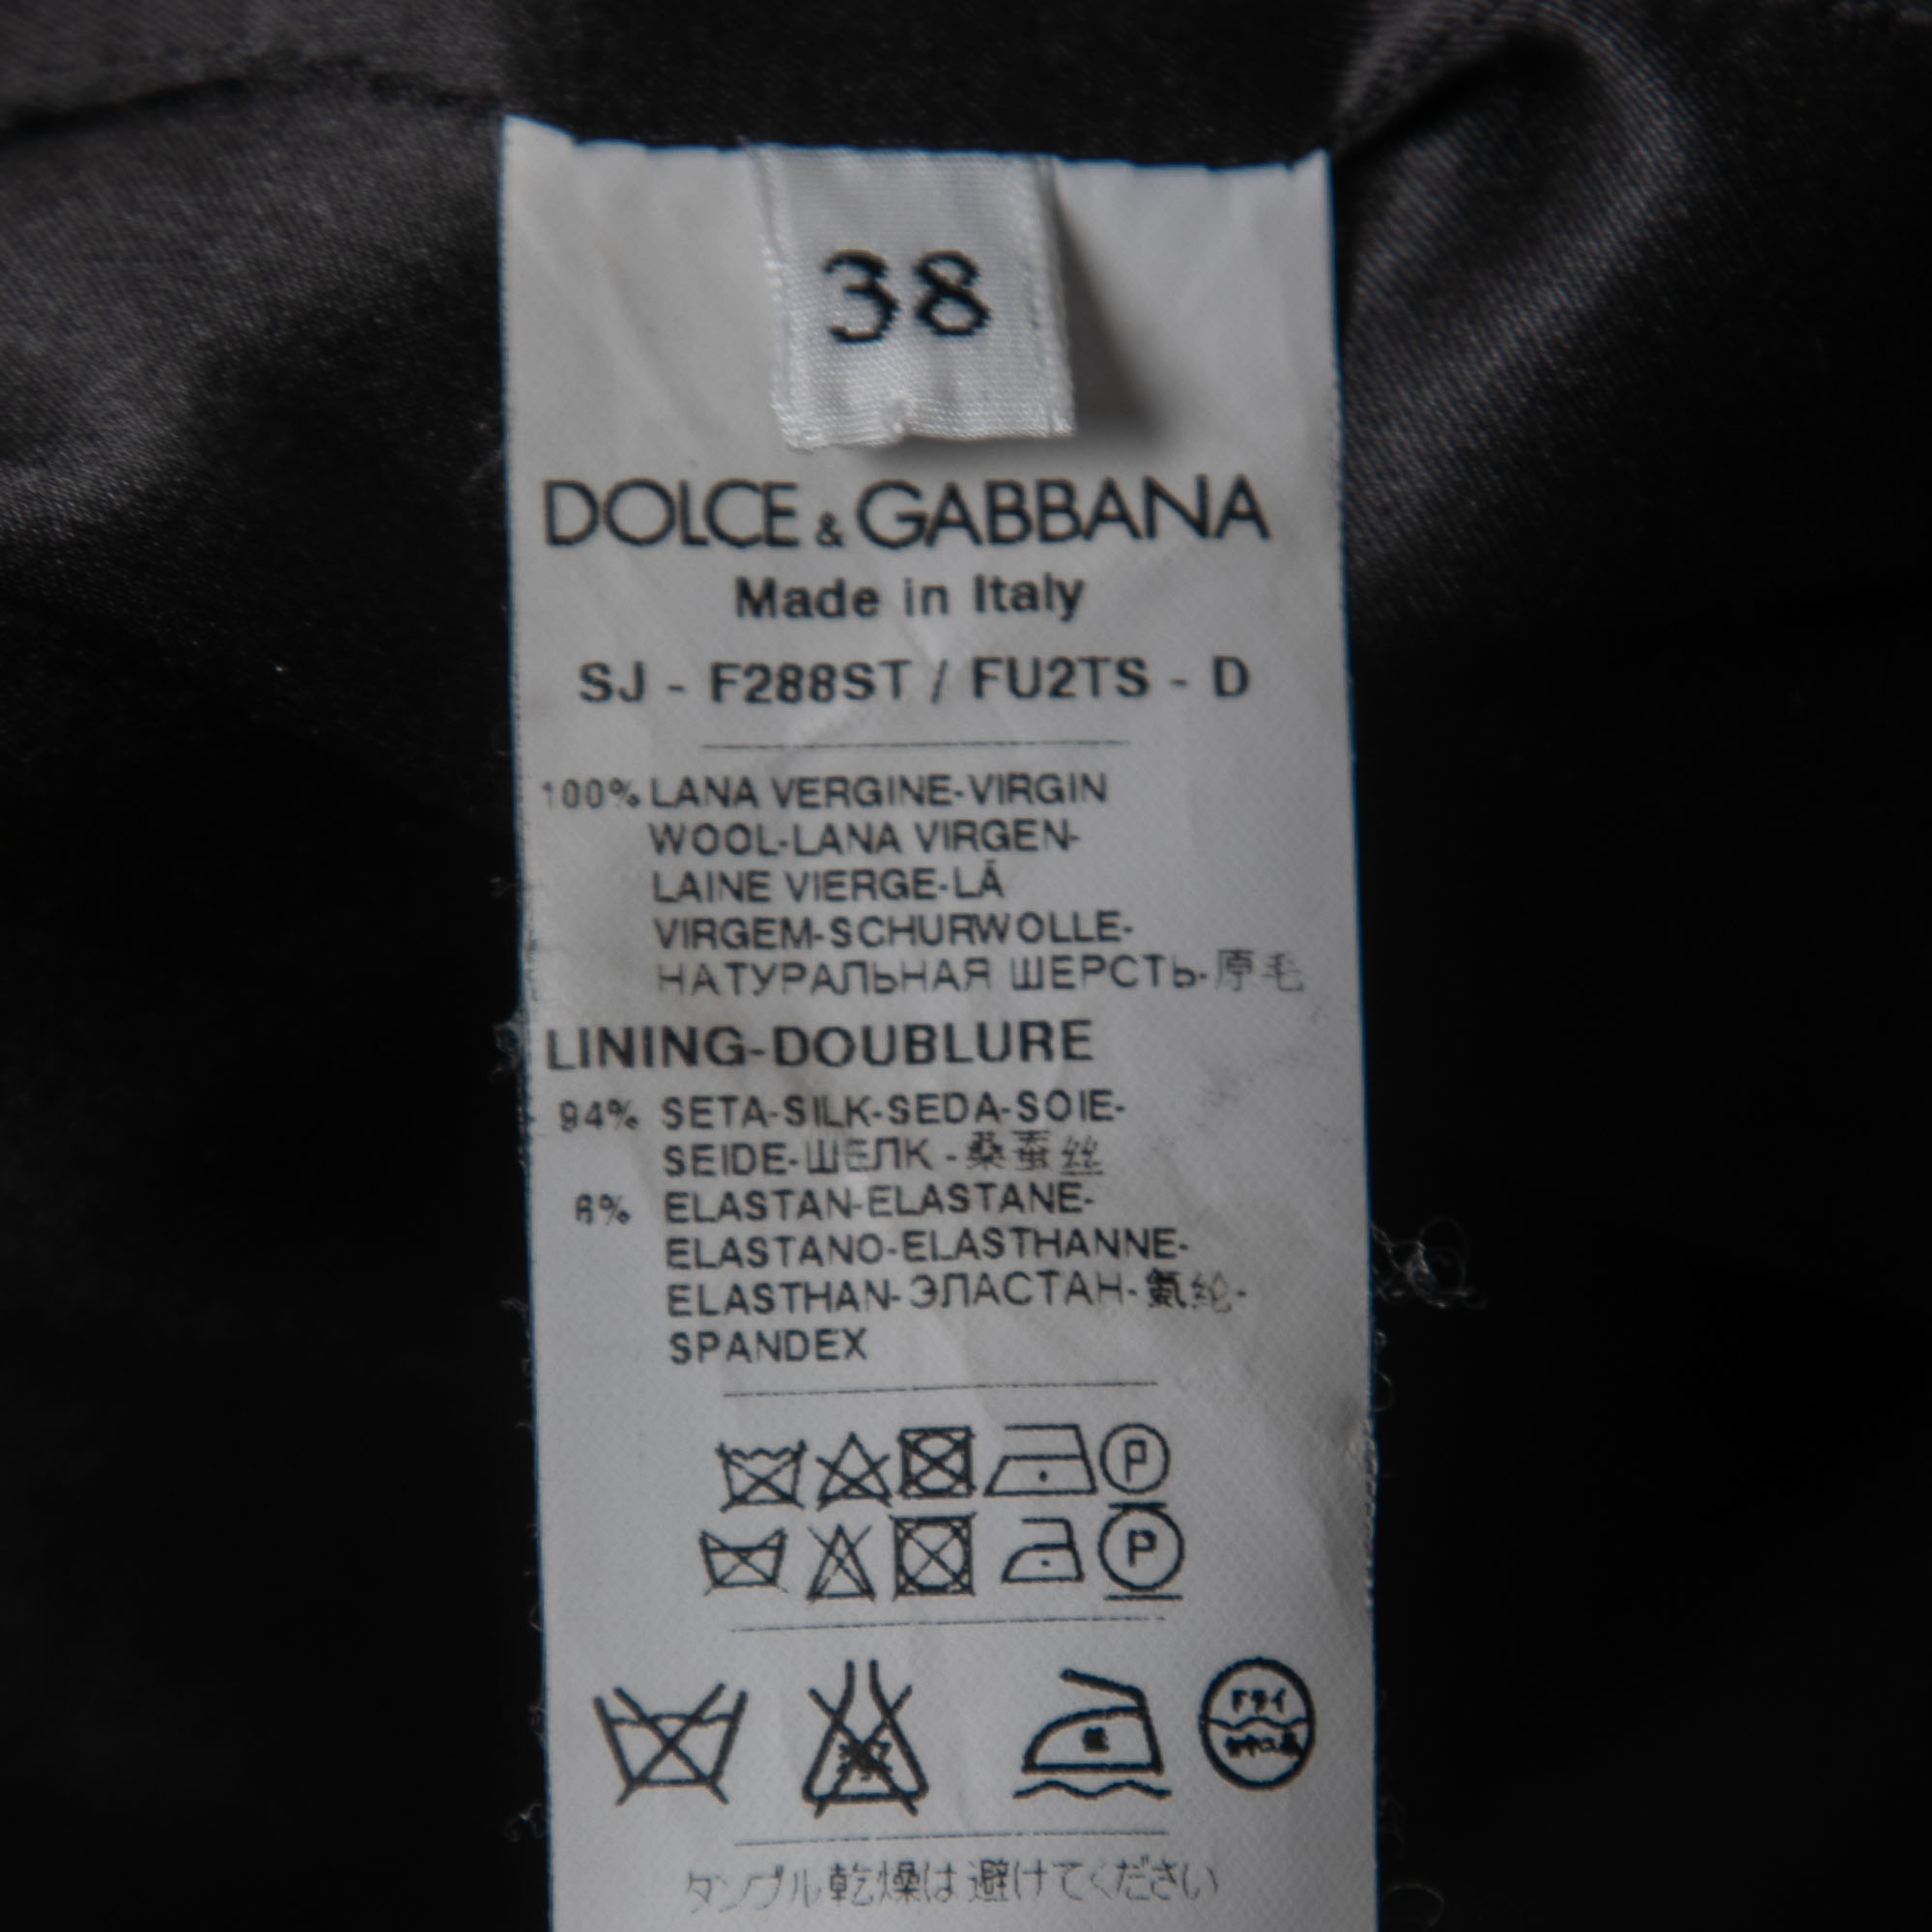 38
DOLCE & GABBANA
Made in Italy
SJ - F288ST / FU2TS - D
100% LANA VERGINE-VIRGIN
WOOL-LANA VIRGEN-
LAINE VIERGE-LÃ
VIRGEM-SCHURWOLLE-
НАТУРАЛЬНАЯ ШЕРСТЬ-原毛
LINING-DOUBLURE
94% SETA-SILK-SEDA-SOIE-
SEIDE-ШЕЛК-桑蚕丝
6% ELASTAN-ELASTANE-
ELASTANO-ELASTHANNE-
ELASTHAN-ЭЛАСТАН-氨纶-
SPANDEX
P
P
ドライ
タンブル乾燥は避けてください